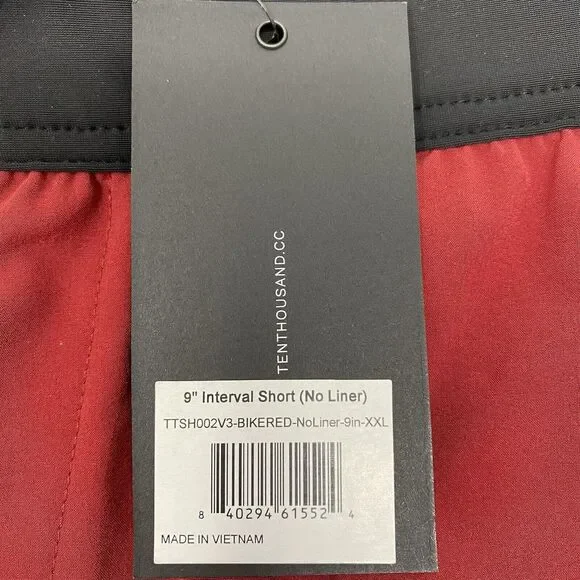 TENTHOUSAND.CC
9" Interval Short (No Liner)
TTSH002V3-BIKERED-NoLiner-9in-XXL
8 40294 61552 4
MADE IN VIETNAM